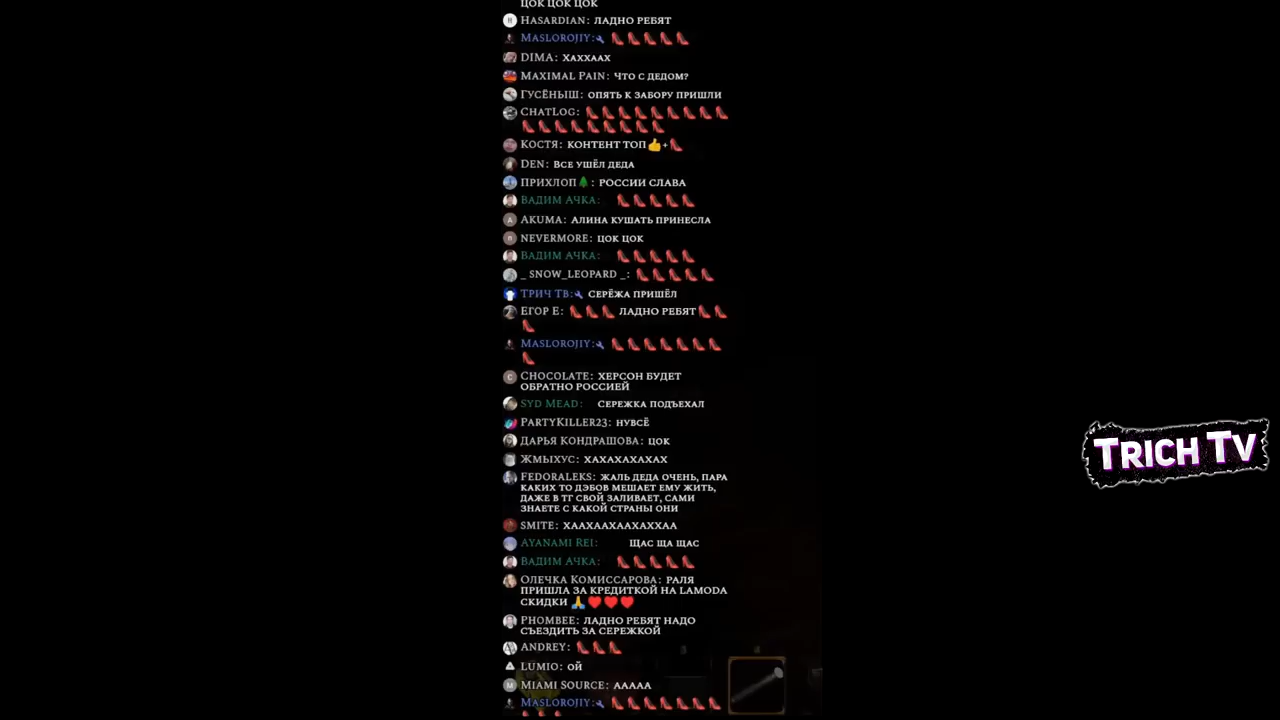 ЦОК ЦОК ЦОК
HASARDIAN: ЛАДНО РЕБЯТ
MASLOROJIY: 👠👠👠👠👠
DIMA: ХАХХААХ
MAXIMAL PAIN: ЧТО С ДЕДОМ?
ГУСЁНЫШ: ОПЯТЬ К ЗАБОРУ ПРИШЛИ
CHATLOG: 👠👠👠👠👠👠👠👠👠
👠👠👠👠👠👠👠👠👠
КОСТЯ: КОНТЕНТ ТОП👍+👠
DEN: ВСЕ УШЁЛ ДЕДА
ПРИХЛОП🌲: РОССИИ СЛАВА
ВАДИМ АЧКА: 👠👠👠👠👠
AKUMA: АЛИНА КУШАТЬ ПРИНЕСЛА
NEVERMORE: ЦОК ЦОК
ВАДИМ АЧКА: 👠👠👠👠👠
_ SNOW_LEOPARD _: 👠👠👠👠👠
ТРИЧ ТВ: СЕРЁЖА ПРИШЁЛ
ЕГОР Е: 👠👠👠 ЛАДНО РЕБЯТ👠👠
👠
MASLOROJIY: 👠👠👠👠👠👠👠
👠
CHOCOLATE: ХЕРСОН БУДЕТ
ОБРАТНО РОССИЕЙ
SYD MEAD: СЕРЕЖКА ПОДЪЕХАЛ
PARTYKILLER23: НУВСЁ
ДАРЬЯ КОНДРАШОВА: ЦОК
ЖМЫХУС: ХАХАХАХАХАХ
FEDORALEKS: ЖАЛЬ ДЕДА ОЧЕНЬ, ПАРА
КАКИХ ТО ДЭБОВ МЕШАЕТ ЕМУ ЖИТЬ,
ДАЖЕ В ТГ СВОЙ ЗАЛИВАЕТ, САМИ
ЗНАЕТЕ С КАКОЙ СТРАНЫ ОНИ
SMITE: ХААХААХААХАХХАА
AYANAMI REI: ЩАС ЩА ЩАС
ВАДИМ АЧКА: 👠👠👠👠👠
ОЛЕЧКА КОМИССАРОВА: РАЛЯ
ПРИШЛА ЗА КРЕДИТКОЙ НА LAMODA
СКИДКИ 🙏❤️❤️❤️
PHOMBEE: ЛАДНО РЕБЯТ НАДО
СЪЕЗДИТЬ ЗА СЕРЕЖКОЙ
ANDREY: 👠👠👠
LUMIO: ОЙ
MIAMI SOURCE: ААААА
MASLOROJIY: 👠👠👠👠👠👠👠
TRICH TV